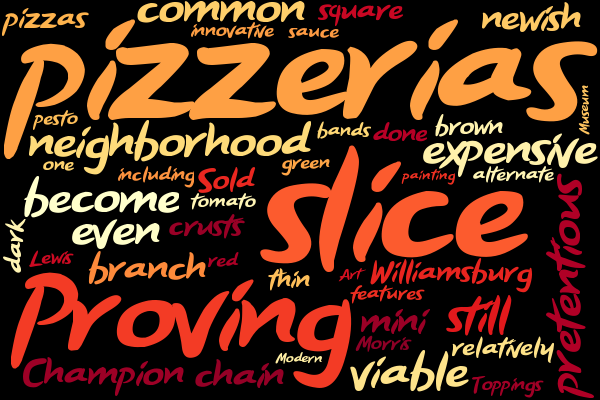 pizzas
common
square
newish
innovative
sauce
pizzerias
Museum
pesto
neighborhood
bands
done
brown
expensive
one
green
including
Sold
painting
alternate
become
tomato
slice
pretentious
even
crusts
dark
Lewis
branch
red
thin
Art
Williamsburg
features
Proving
mini
still
Morris
relatively
Modern
viable
Champion
chain
Toppings